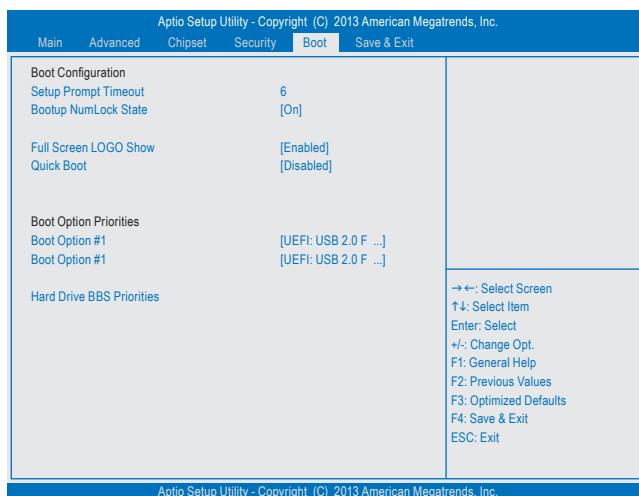 Aptio Setup Utility - Copyright (C) 2013 American Megatrends, Inc.
Main Advanced Chipset Security Boot Save & Exit
Boot Configuration
Setup Prompt Timeout 6
Bootup NumLock State [On]
Full Screen LOGO Show [Enabled]
Quick Boot [Disabled]
Boot Option Priorities
Boot Option #1 [UEFI: USB 2.0 F ...]
Boot Option #1 [UEFI: USB 2.0 F ...]
Hard Drive BBS Priorities
→←: Select Screen
↑↓: Select Item
Enter: Select
+/-: Change Opt.
F1: General Help
F2: Previous Values
F3: Optimized Defaults
F4: Save & Exit
ESC: Exit
Aptio Setup Utility - Copyright (C) 2013 American Megatrends, Inc.